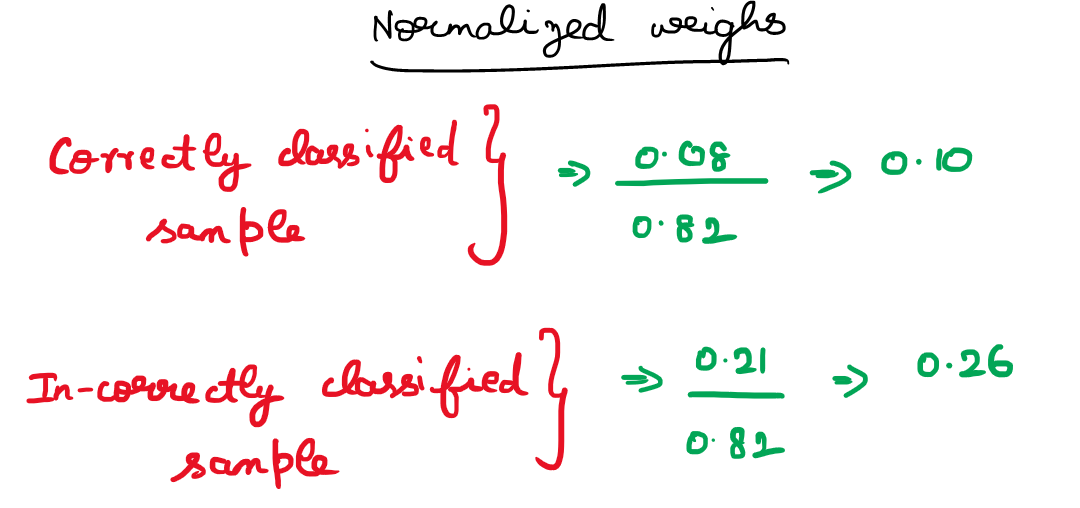 Normalized weighs
Correctly classified } => 0.08 / 0.82 => 0.10
sample
In-correctly classified } => 0.21 / 0.82 => 0.26
sample